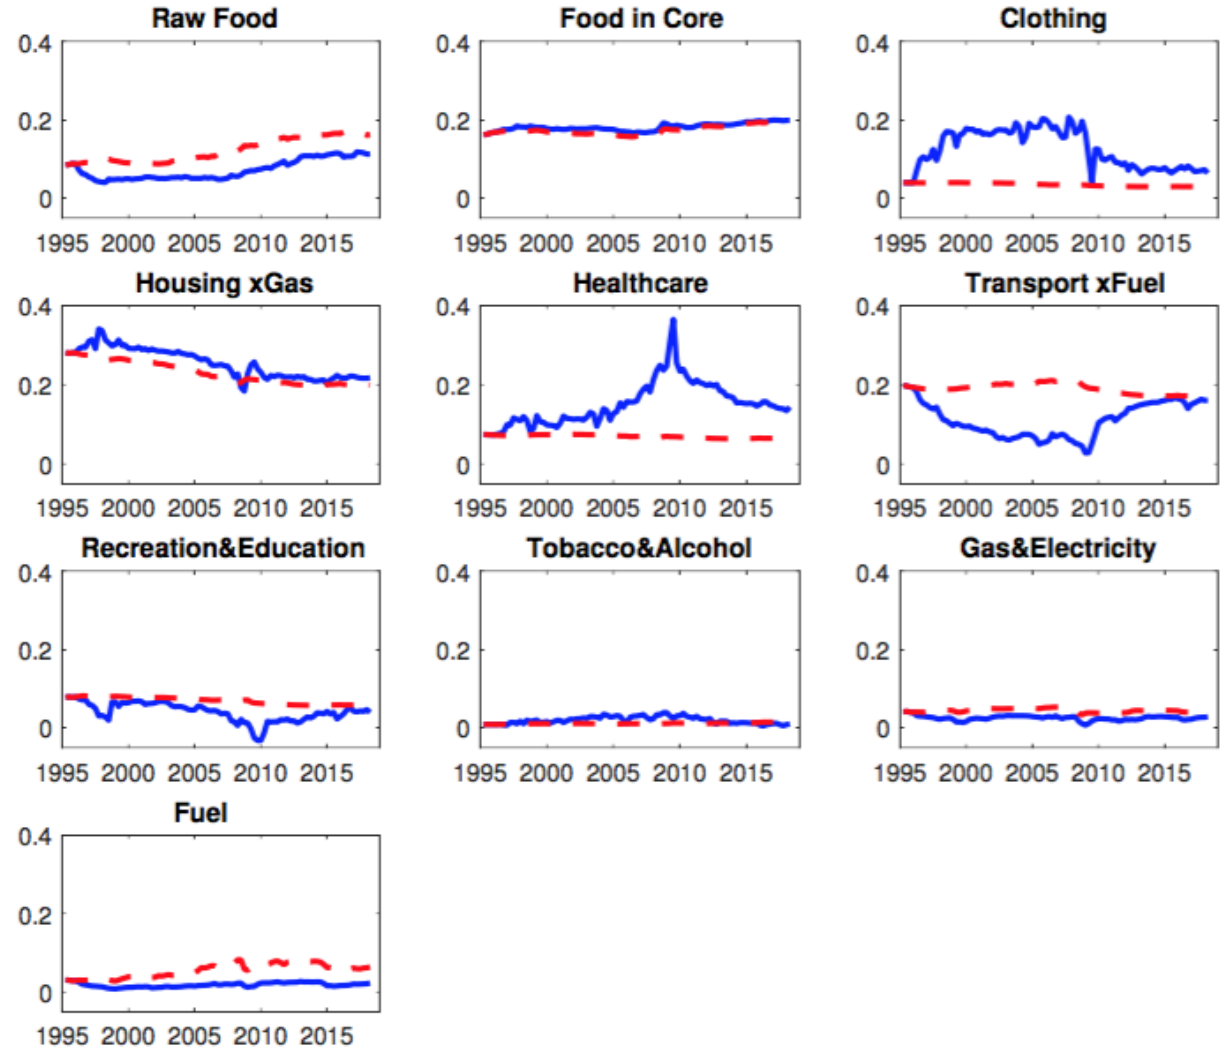 Raw Food
Food in Core
Clothing
0.4 0.4 0.4
0.2 0.2 0.2
0 0 0
1995 2000 2005 2010 2015 1995 2000 2005 2010 2015 1995 2000 2005 2010 2015
Housing xGas
Healthcare
Transport xFuel
0.4 0.4 0.4
0.2 0.2 0.2
0 0 0
1995 2000 2005 2010 2015 1995 2000 2005 2010 2015 1995 2000 2005 2010 2015
Recreation&Education
Tobacco&Alcohol
Gas&Electricity
0.4 0.4 0.4
0.2 0.2 0.2
0 0 0
1995 2000 2005 2010 2015 1995 2000 2005 2010 2015 1995 2000 2005 2010 2015
Fuel
0.4
0.2
0
1995 2000 2005 2010 2015